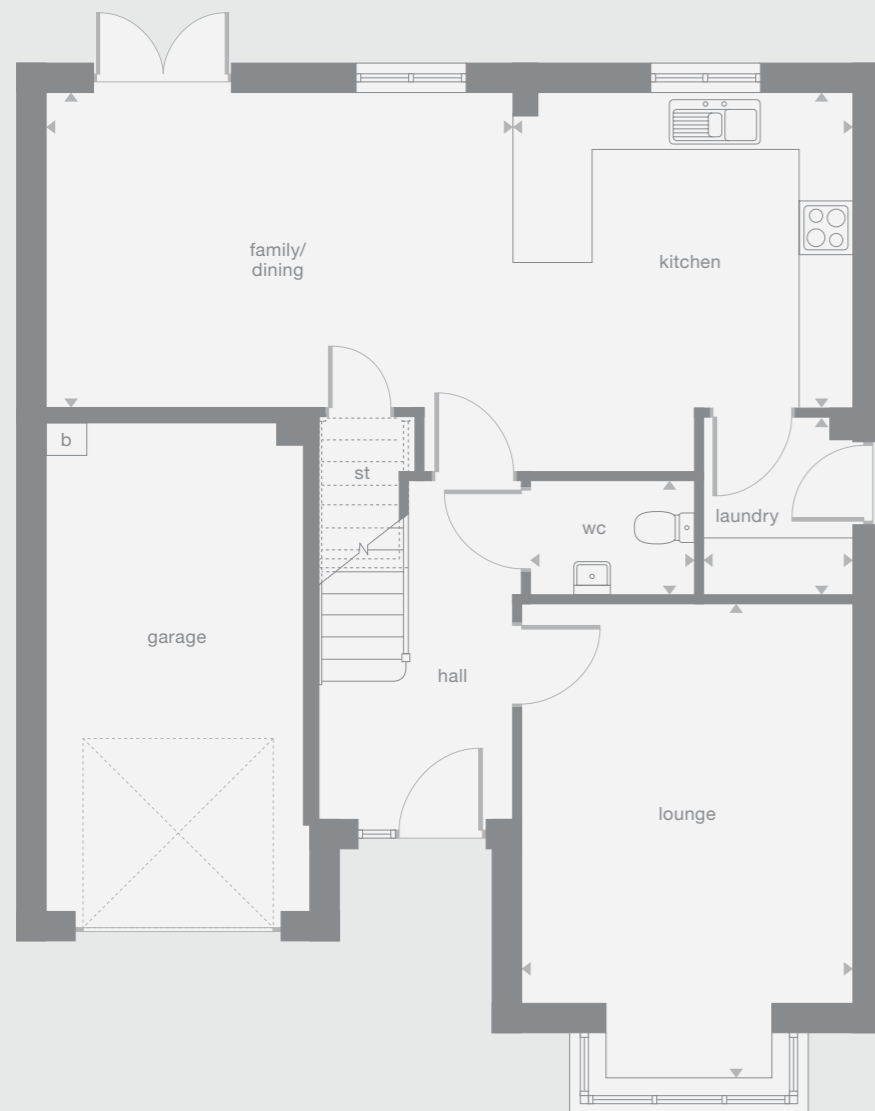 family/
dining
kitchen
b
st
laundry
wc
garage
hall
lounge